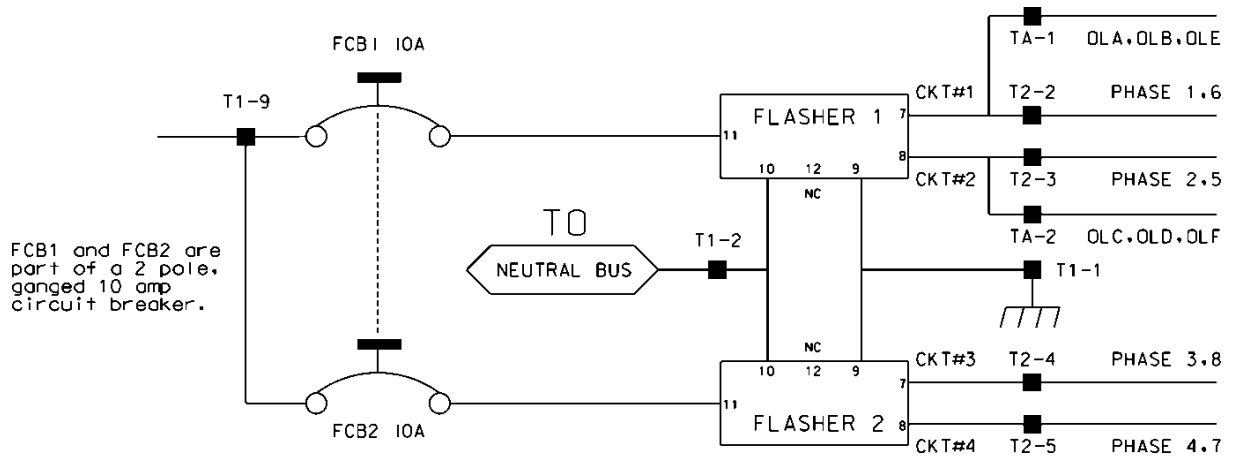 FCB1 10A
T1-9
FCB1 and FCB2 are
part of a 2 pole,
ganged 10 amp
circuit breaker.
FCB2 10A
TO
NEUTRAL BUS
T1-2
FLASHER 1
11
7
8
10 12 9
NC
CKT#1
CKT#2
TA-1 OLA,OLB,OLE
T2-2 PHASE 1,6
T2-3 PHASE 2,5
TA-2 OLC,OLD,OLF
T1-1
NC
10 12 9
11
7
8
FLASHER 2
CKT#3 T2-4 PHASE 3,8
CKT#4 T2-5 PHASE 4,7